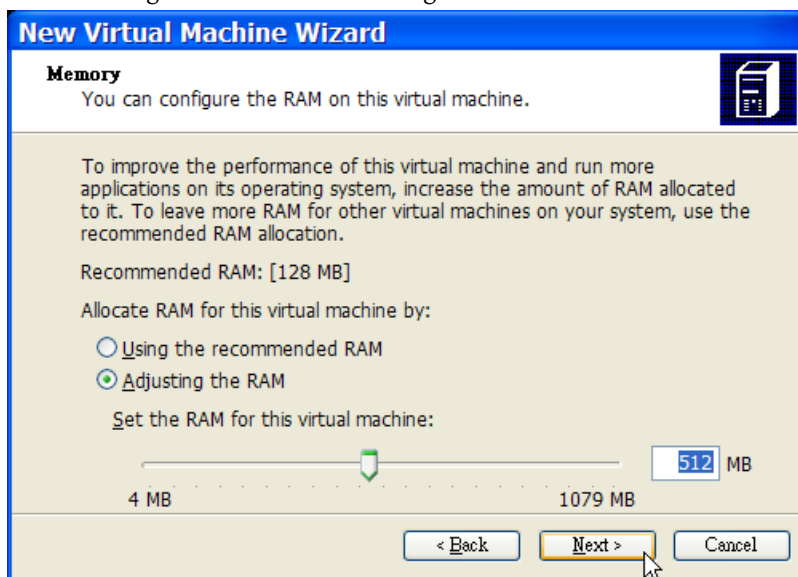 New Virtual Machine Wizard
Memory
You can configure the RAM on this virtual machine.
To improve the performance of this virtual machine and run more
applications on its operating system, increase the amount of RAM allocated
to it. To leave more RAM for other virtual machines on your system, use the
recommended RAM allocation.
Recommended RAM: [128 MB]
Allocate RAM for this virtual machine by:
Using the recommended RAM
Adjusting the RAM
Set the RAM for this virtual machine:
512 MB
4 MB 1079 MB
< Back Next > Cancel